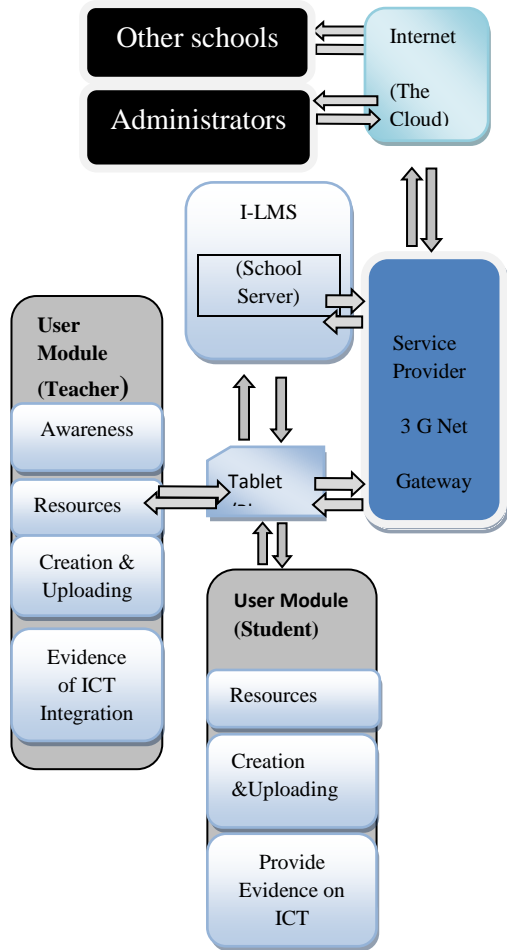 Other schools
Administrators
Internet
(The
Cloud)
I-LMS
(School
Server)
Service
Provider
3 G Net
Gateway
User
Module
(Teacher)
Awareness
Resources
Creation &
Uploading
Evidence
of ICT
Integration
Tablet
User Module
(Student)
Resources
Creation
&Uploading
Provide
Evidence on
ICT